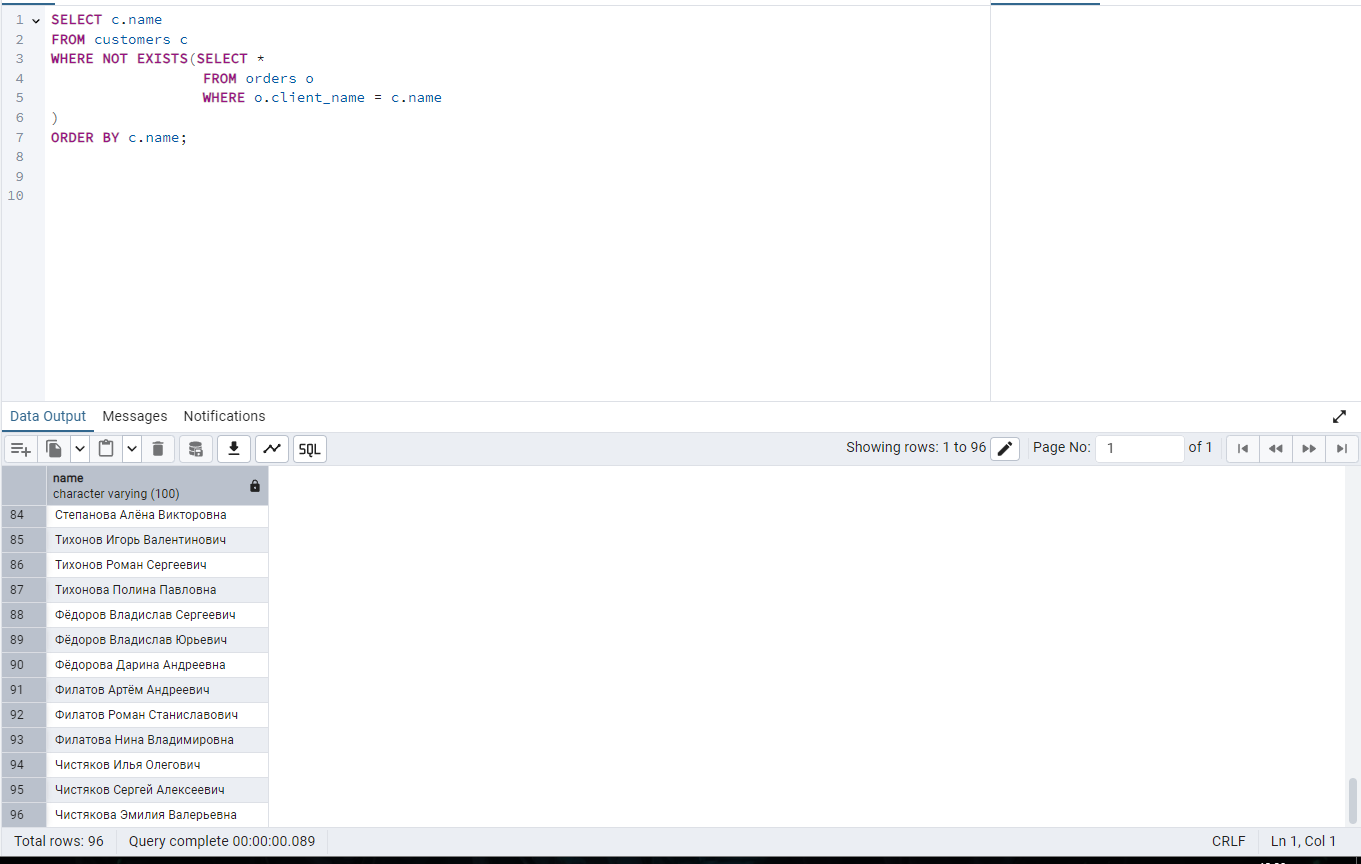 1 SELECT c.name
2 FROM customers c
3 WHERE NOT EXISTS(SELECT *
4 FROM orders o
5 WHERE o.client_name = c.name
6 )
7 ORDER BY c.name;
8
9
10
Data Output Messages Notifications
SQL Showing rows: 1 to 96 Page No: 1 of 1
name
character varying (100)
84 Степанова Алёна Викторовна
85 Тихонов Игорь Валентинович
86 Тихонов Роман Сергеевич
87 Тихонова Полина Павловна
88 Фёдоров Владислав Сергеевич
89 Фёдоров Владислав Юрьевич
90 Фёдорова Дарина Андреевна
91 Филатов Артём Андреевич
92 Филатов Роман Станиславович
93 Филатова Нина Владимировна
94 Чистяков Илья Олегович
95 Чистяков Сергей Алексеевич
96 Чистякова Эмилия Валерьевна
Total rows: 96 Query complete 00:00:00.089 CRLF Ln 1, Col 1